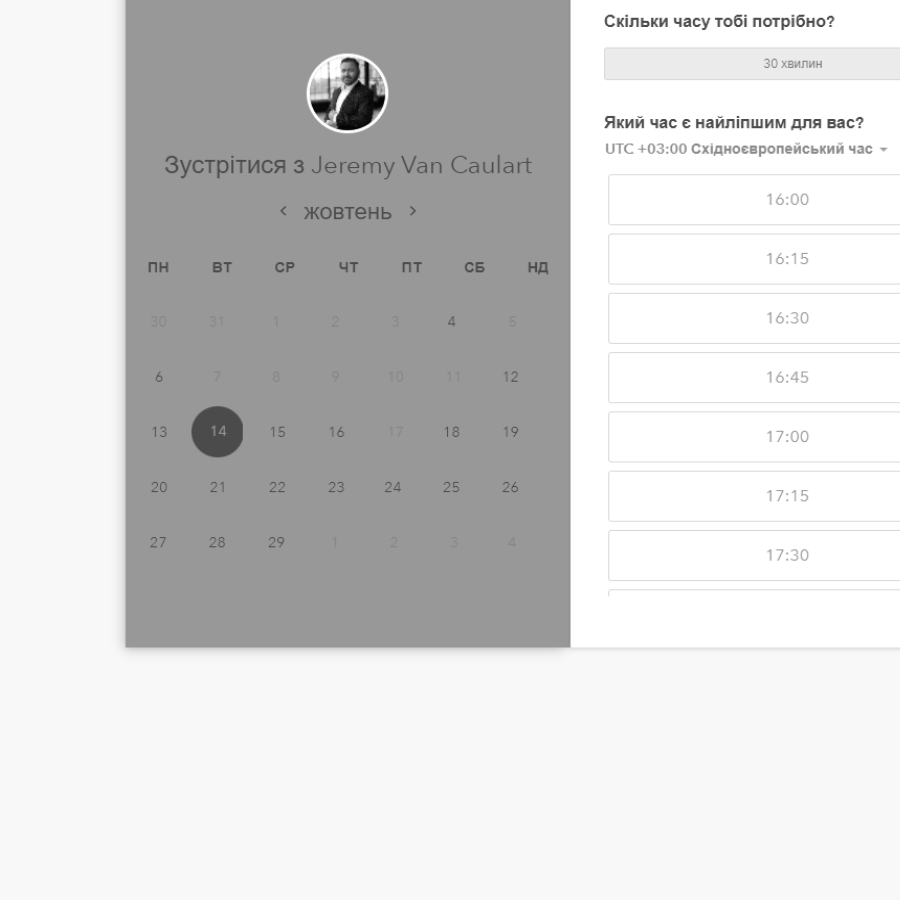 Зустрітися з Jeremy Van Caulart
жовтень
ПН ВТ СР ЧТ ПТ СБ НД
30 31 1 2 3 4 5
6 7 8 9 10 11 12
13 14 15 16 17 18 19
20 21 22 23 24 25 26
27 28 29 1 2 3 4
Скільки часу тобі потрібно?
30 хвилин
Який час є найліпшим для вас?
UTC +03:00 Східноєвропейський час
16:00
16:15
16:30
16:45
17:00
17:15
17:30